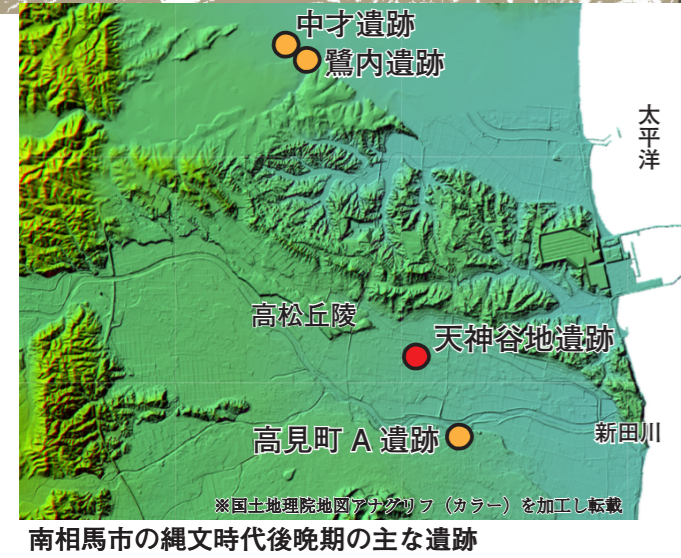 中才遺跡
鷺内遺跡
太平洋
高松丘陵
天神谷地遺跡
高見町 A 遺跡
新田川
※国土地理院地図アナグリフ（カラー）を加工し転載
南相馬市の縄文時代後晩期の主な遺跡